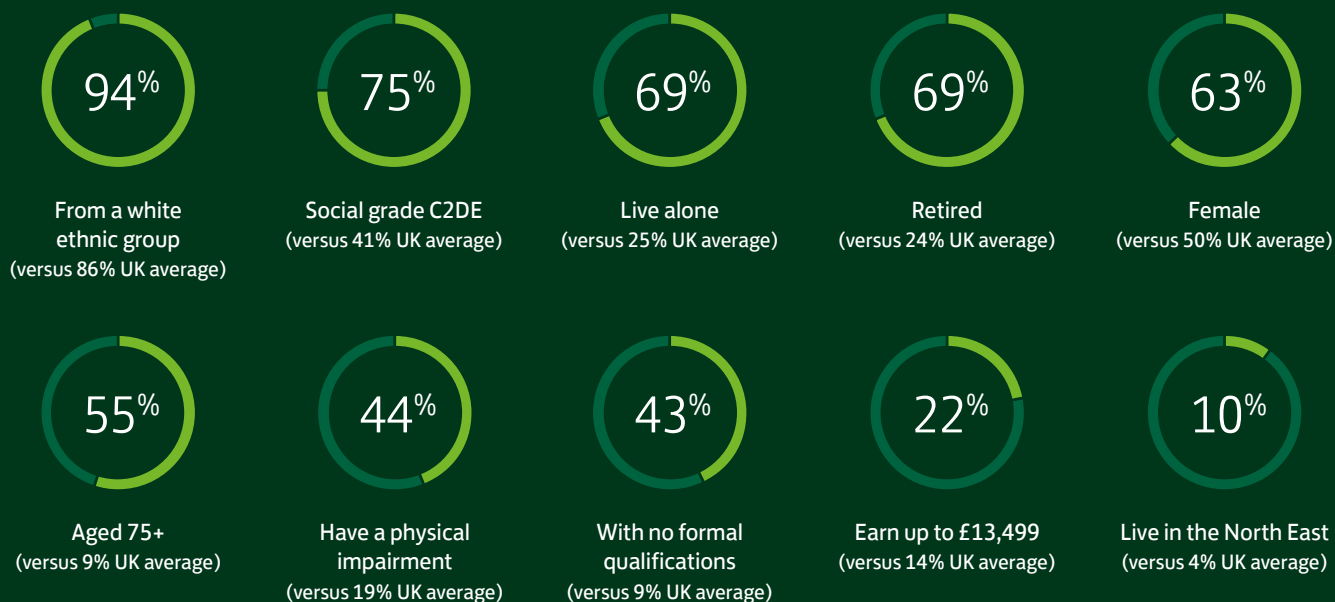 94%
From a white
ethnic group
(versus 86% UK average)
75%
Social grade C2DE
(versus 41% UK average)
69%
Live alone
(versus 25% UK average)
69%
Retired
(versus 24% UK average)
63%
Female
(versus 50% UK average)
55%
Aged 75+
(versus 9% UK average)
44%
Have a physical
impairment
(versus 19% UK average)
43%
With no formal
qualifications
(versus 9% UK average)
22%
Earn up to £13,499
(versus 14% UK average)
10%
Live in the North East
(versus 4% UK average)